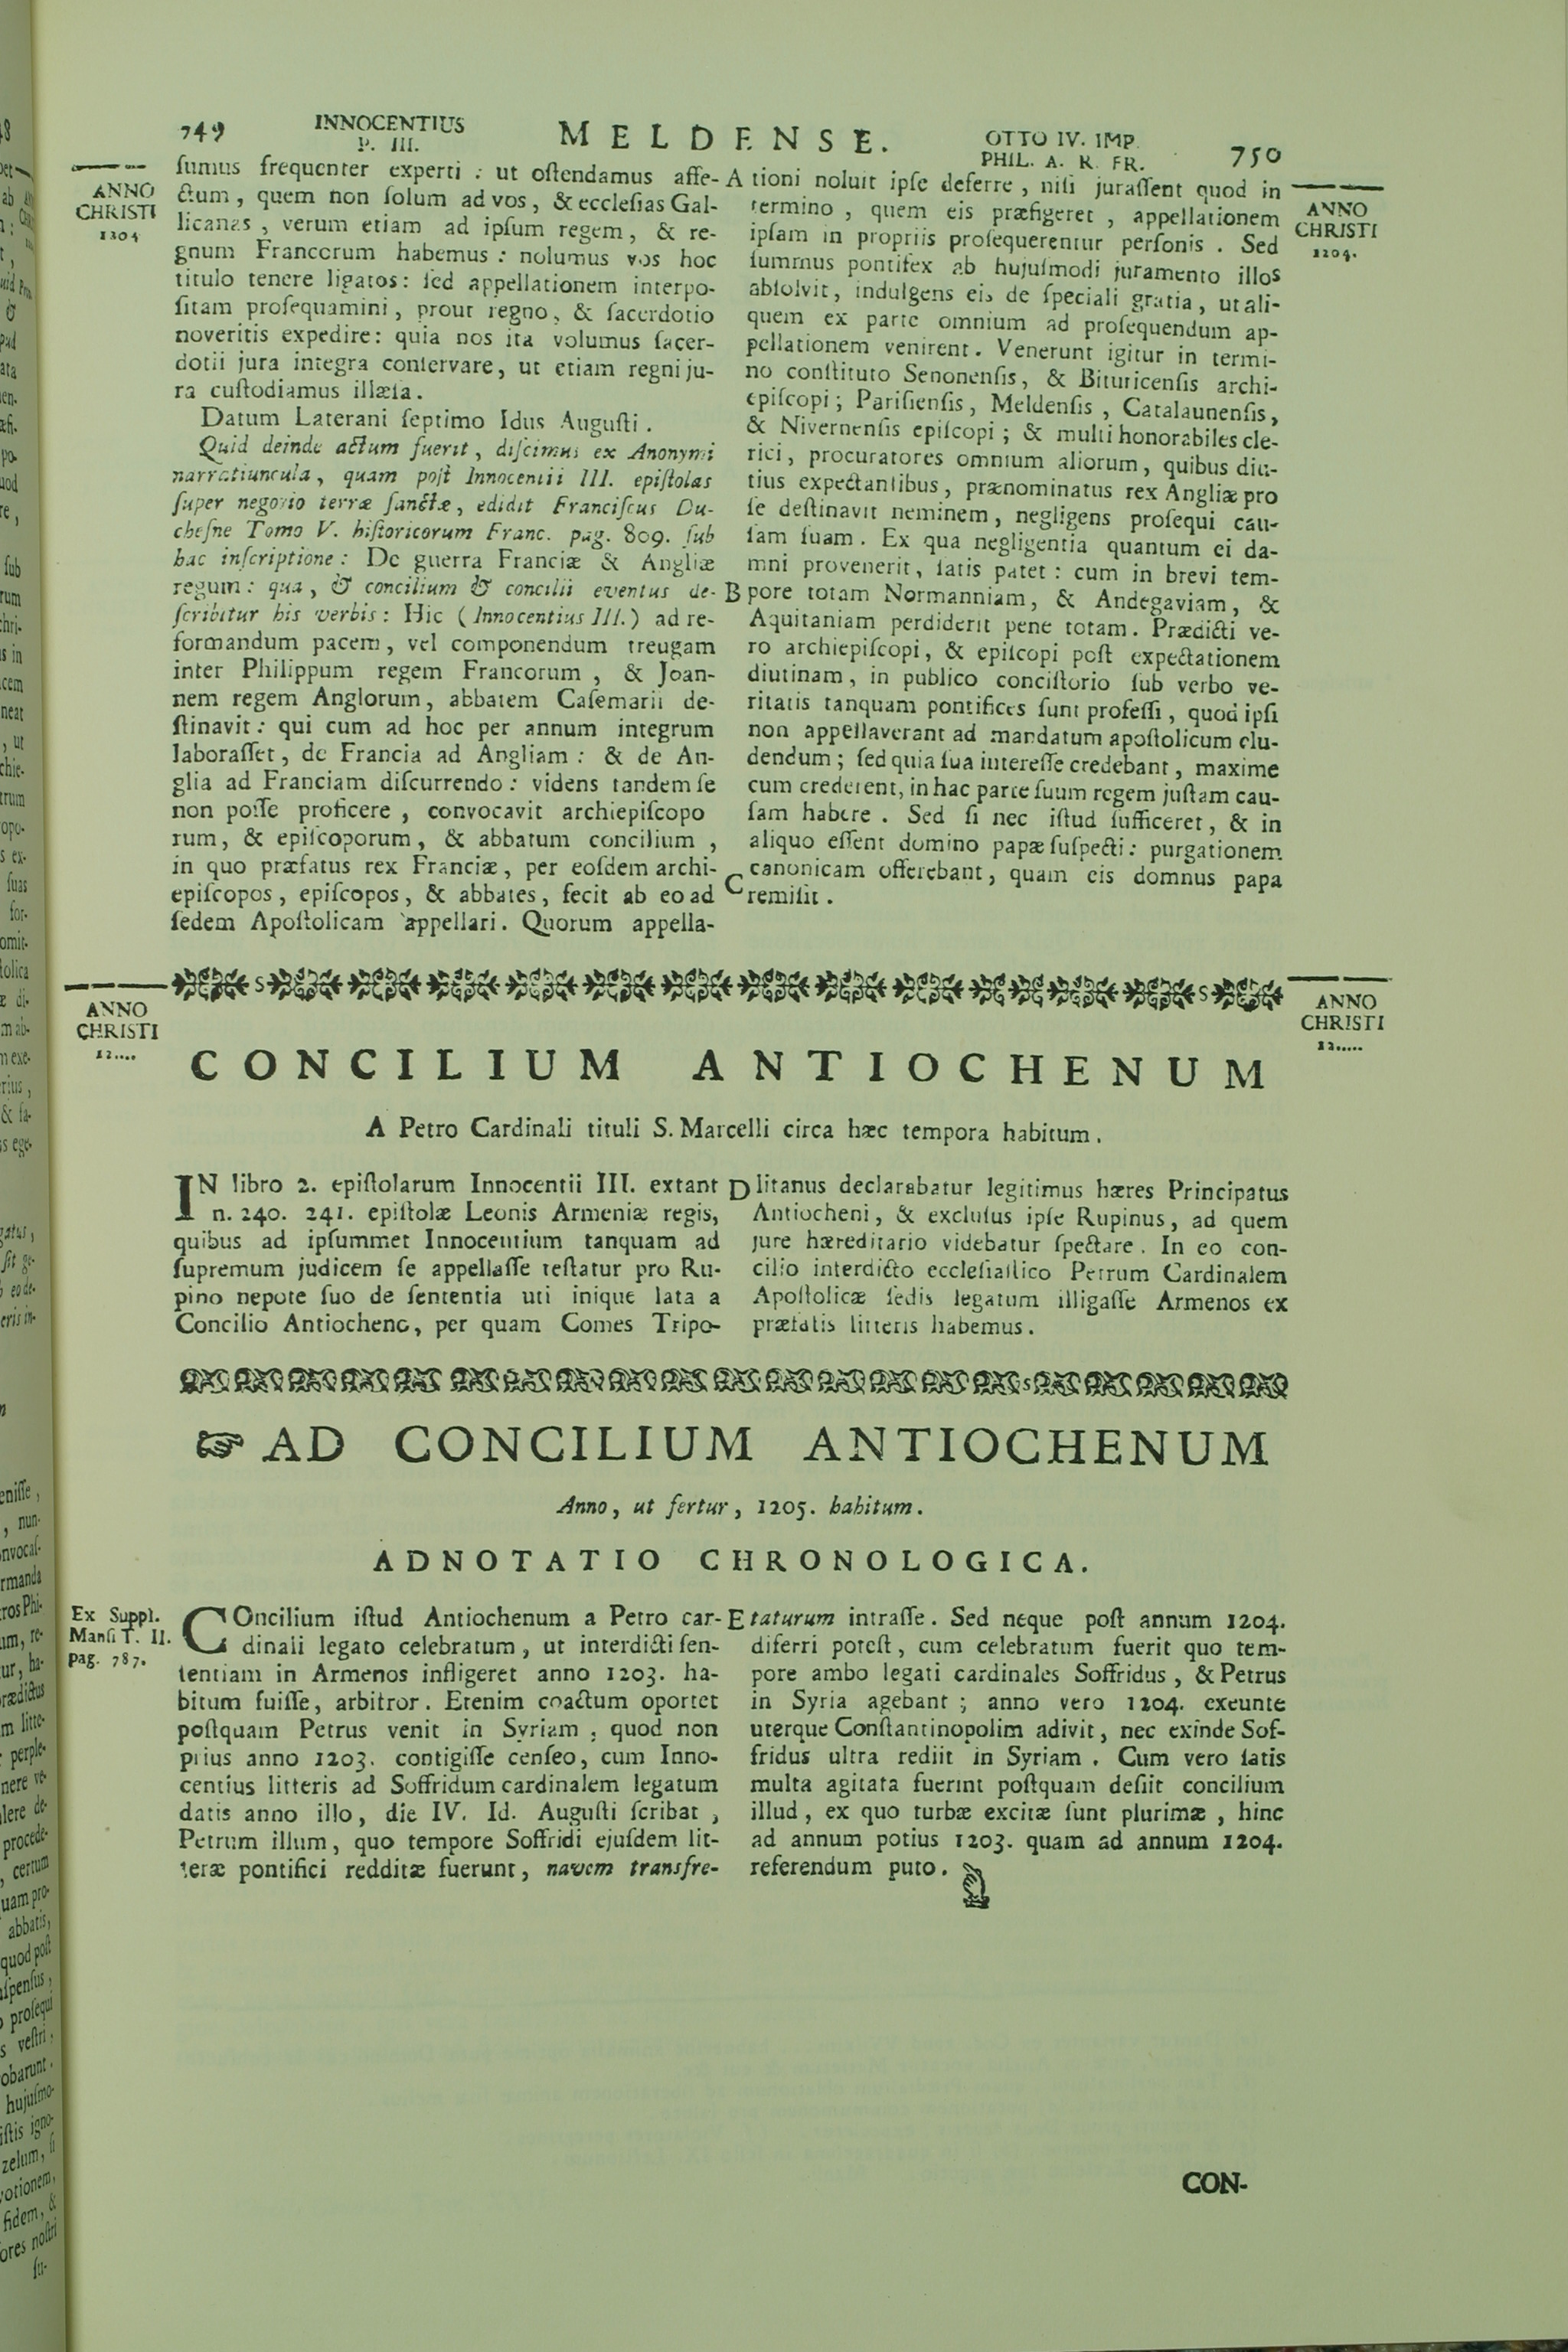 749
INNOCENTIUS
P. III.
MELDENSE.
OTTO IV. IMP.
PHIL. A. R. FR.
750
ANNO
CHRISTI
1204
ſumus frequenter experti : ut oſtendamus affe-
ctum, quem non ſolum ad vos, & eccleſias Gal-
licanas, verum etiam ad ipſum regem, & re-
gnum Francorum habemus : nolumus vos hoc
titulo tenere ligatos : ſed appellationem interpo-
ſitam proſequamini, prout regno, & ſacerdotio
noveritis expedire: quia nos ita volumus ſacer-
dotii jura integra conſervare, ut etiam regni ju-
ra cuſtodiamus illæſa.
Datum Laterani ſeptimo Idus Auguſti.
Quid deinde actum fuerit, diſcimus ex Anonymi
narratiuncula, quam poſt Innocentii III. epiſtolas
ſuper negotio terræ ſanctæ, edidit Franciſcus Du-
cheſne Tomo V. hiſtoricorum Franc. pag. 809. ſub
hac inſcriptione: De guerra Franciæ & Angliæ
regum: qua, & concilium & concilii eventus de-
ſcribitur his verbis: Hic (Innocentius III.) ad re-
formandum pacem, vel componendum treugam
inter Philippum regem Francorum, & Joan-
nem regem Anglorum, abbatem Caſemarii de-
ſtinavit: qui cum ad hoc per annum integrum
laboraſſet, de Francia ad Angliam : & de An-
glia ad Franciam diſcurrendo: videns tandem ſe
non poſſe proficere, convocavit archiepiſcopo
rum, & epiſcoporum, & abbatum concilium,
in quo præfatus rex Franciæ, per eoſdem archi-
epiſcopos, epiſcopos, & abbates, fecit ab eo ad
ſedem Apoſtolicam appellari. Quorum appella-
A tioni noluit ipſe deferre, niſi juraſſent quod in
termino, quem eis præfigeret, appellationem
ipſam in propriis proſequerentur perſonis. Sed
ſummus pontifex ab hujuſmodi juramento illos
abſolvit, indulgens eis de ſpeciali gratia, ut ali-
quem ex parte omnium ad proſequendum ap-
pellationem venirent. Venerunt igitur in termi-
no conſtituto Senonenſis, & Bituricenſis archi-
epiſcopi; Pariſienſis, Meldenſis, Catalaunenſis,
& Nivernenſis epiſcopi; & multi honorabiles cle-
rici, procuratores omnium aliorum, quibus diu-
tius expectantibus, prænominatus rex Angliæ pro
ſe deſtinavit neminem, negligens proſequi cau-
ſam ſuam. Ex qua negligentia quantum ei da-
mni provenerit, ſatis patet : cum in brevi tem-
B pore totam Normanniam, & Andegaviam, &
Aquitaniam perdiderit pene totam. Prædicti ve-
ro archiepiſcopi, & epiſcopi poſt expectationem
diutinam, in publico conciſtorio ſub verbo ve-
ritatis tanquam pontifices ſunt profeſſi, quod ipſi
non appellaverant ad mandatum apoſtolicum elu-
dendum; ſed quia ſua intereſſe credebant, maxime
cum crederent, in hac parte ſuum regem juſtam cau-
ſam habere. Sed ſi nec iſtud ſufficeret, & in
aliquo eſſent domino papæ ſuſpecti: purgationem
C canonicam offerebant, quam eis domnus papa
remiſit.
ANNO
CHRISTI
1204.
ANNO
CHRISTI
12....
ANNO
CHRISTI
12.....
CONCILIUM ANTIOCHENUM
A Petro Cardinali tituli S. Marcelli circa hæc tempora habitum.
IN libro 2. epiſtolarum Innocentii III. extant
n. 240. 241. epiſtolæ Leonis Armeniæ regis,
quibus ad ipſummet Innocentium tanquam ad
ſupremum judicem ſe appellaſſe teſtatur pro Ru-
pino nepote ſuo de ſententia uti inique lata a
Concilio Antiocheno, per quam Comes Tripo-
D litanus declarabatur legitimus hæres Principatus
Antiocheni, & excluſus ipſe Rupinus, ad quem
jure hæreditario videbatur ſpectare. In eo con-
cilio interdicto eccleſiaſtico Petrum Cardinalem
Apoſtolicæ ſedis legatum illigaſſe Armenos ex
præfatis litteris habemus.
☞ AD CONCILIUM ANTIOCHENUM
Anno, ut fertur, 1205. habitum.
ADNOTATIO CHRONOLOGICA.
Ex Suppl.
Manſi T. II.
pag. 787.
COncilium iſtud Antiochenum a Petro car-
dinali legato celebratum, ut interdicti ſen-
tentiam in Armenos infligeret anno 1203. ha-
bitum fuiſſe, arbitror. Etenim coactum oportet
poſtquam Petrus venit in Syriam, quod non
prius anno 1203. contigiſſe cenſeo, cum Inno-
centius litteris ad Soffridum cardinalem legatum
datis anno illo, die IV. Id. Auguſti ſcribat,
Petrum illum, quo tempore Soffridi ejuſdem lit-
teræ pontifici redditæ fuerunt, navem transfre-
E taturum intraſſe. Sed neque poſt annum 1204.
differri poteſt, cum celebratum fuerit quo tem-
pore ambo legati cardinales Soffridus, & Petrus
in Syria agebant; anno vero 1204. exeunte
uterque Conſtantinopolim adivit, nec exinde Sof-
fridus ultra rediit in Syriam. Cum vero ſatis
multa agitata fuerint poſtquam deſiit concilium
illud, ex quo turbæ excitæ ſunt plurimæ, hinc
ad annum potius 1203. quam ad annum 1204.
referendum puto.
CON-